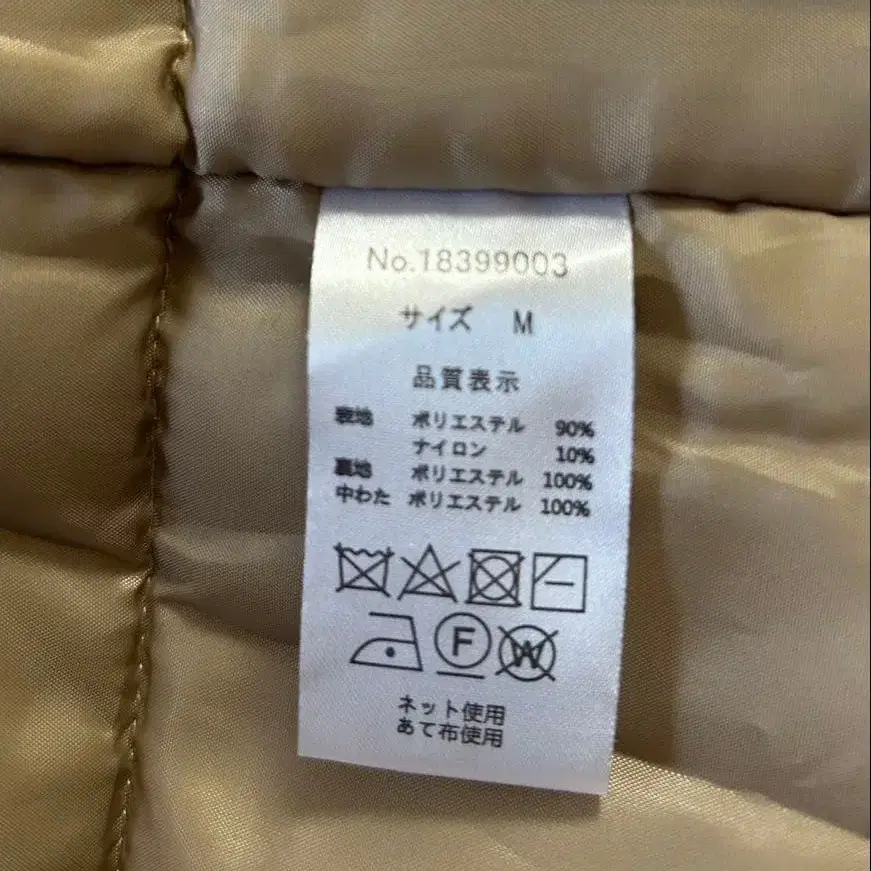 No.18399003
サイズ M
品質表示
表地 ポリエステル 90%
ナイロン 10%
裏地 ポリエステル 100%
中わた ポリエステル 100%
F W
ネット使用
あて布使用